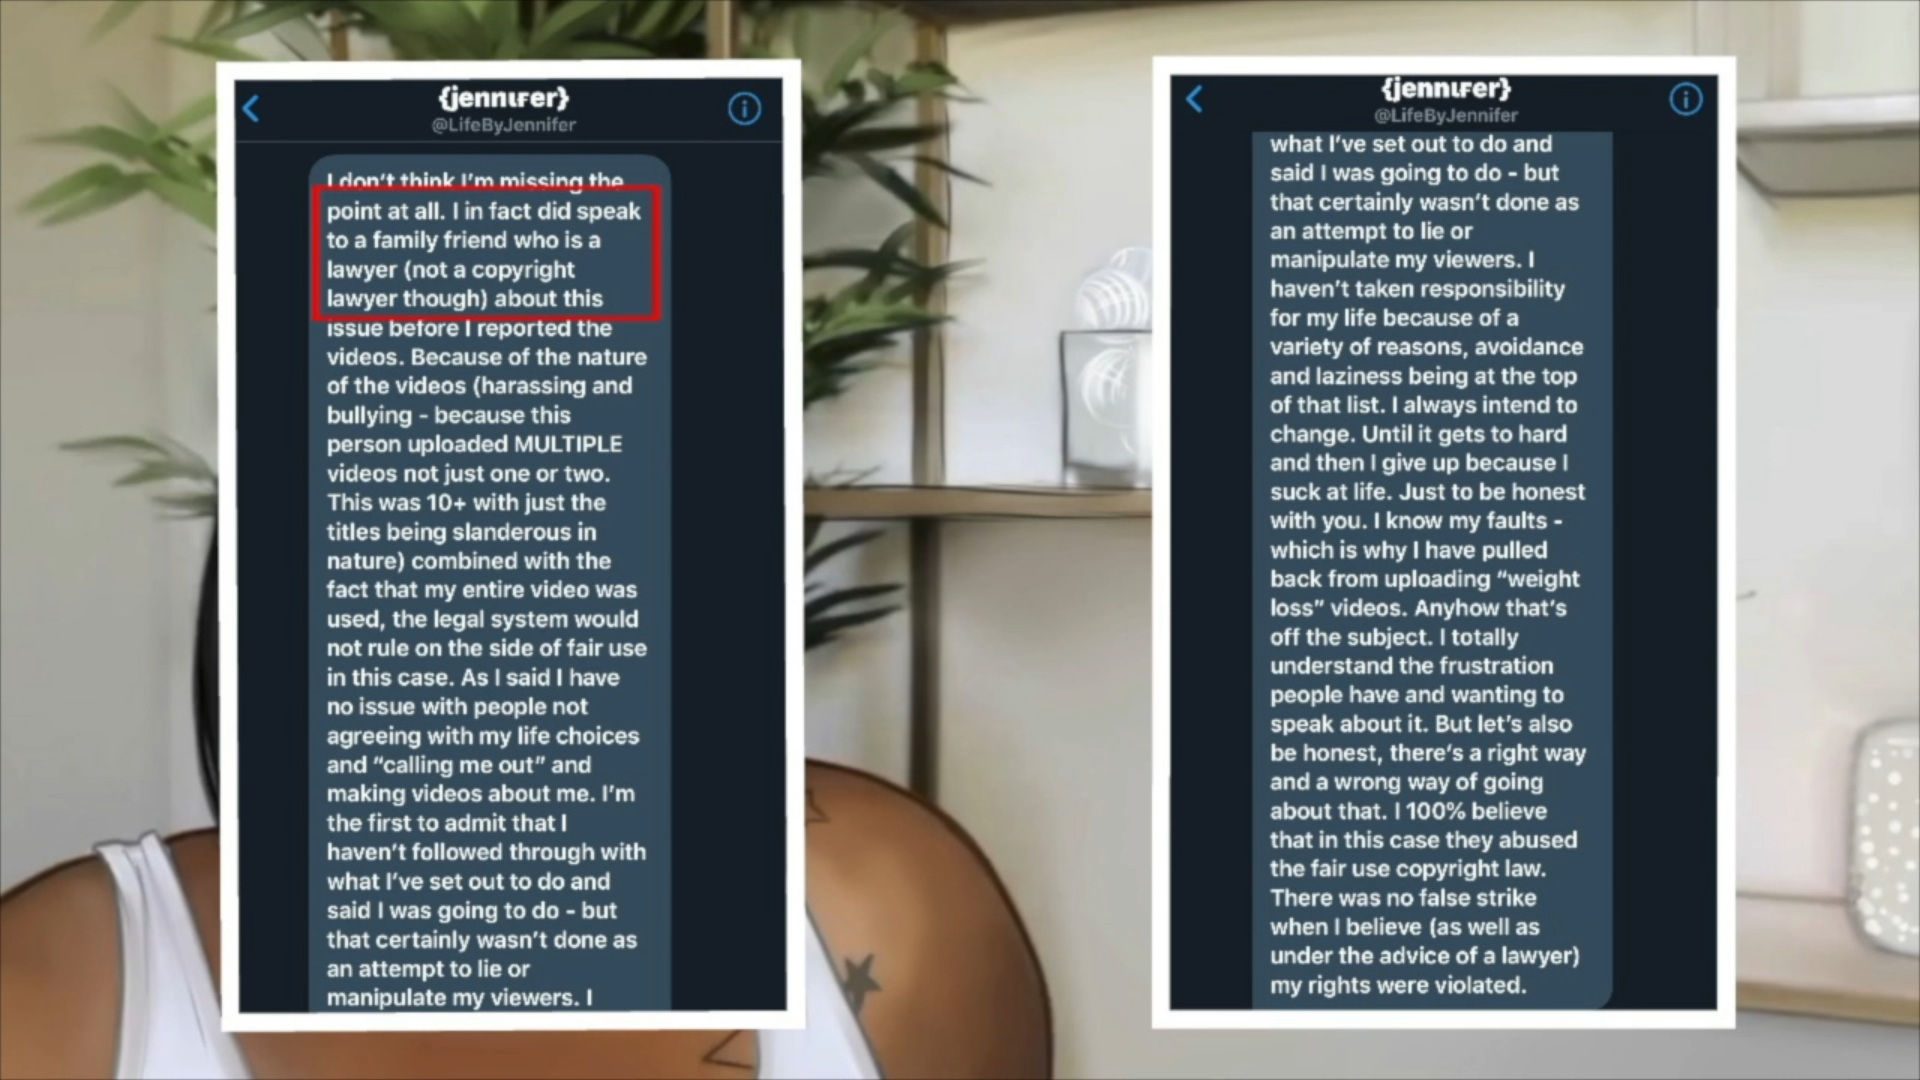 {jennifer}
@LifeByJennifer
I don't think I'm missing the
point at all. I in fact did speak
to a family friend who is a
lawyer (not a copyright
lawyer though) about this
issue before I reported the
videos. Because of the nature
of the videos (harassing and
bullying - because this
person uploaded MULTIPLE
videos not just one or two.
This was 10+ with just the
titles being slanderous in
nature) combined with the
fact that my entire video was
used, the legal system would
not rule on the side of fair use
in this case. As I said I have
no issue with people not
agreeing with my life choices
and “calling me out” and
making videos about me. I'm
the first to admit that I
haven't followed through with
what I've set out to do and
said I was going to do - but
that certainly wasn't done as
an attempt to lie or
manipulate my viewers. I
{jennifer}
@LifeByJennifer
what I've set out to do and
said I was going to do - but
that certainly wasn't done as
an attempt to lie or
manipulate my viewers. I
haven't taken responsibility
for my life because of a
variety of reasons, avoidance
and laziness being at the top
of that list. I always intend to
change. Until it gets to hard
and then I give up because I
suck at life. Just to be honest
with you. I know my faults -
which is why I have pulled
back from uploading “weight
loss” videos. Anyhow that's
off the subject. I totally
understand the frustration
people have and wanting to
speak about it. But let's also
be honest, there's a right way
and a wrong way of going
about that. I 100% believe
that in this case they abused
the fair use copyright law.
There was no false strike
when I believe (as well as
under the advice of a lawyer)
my rights were violated.